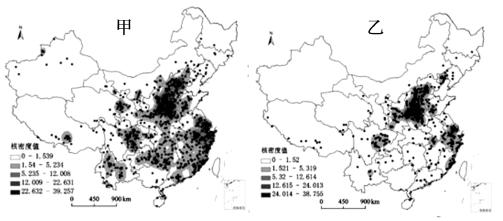 甲
N
核密度值
0 - 1.539
1.54 - 5.234
5.235 - 12.008
12.009 - 22.631
22.632 - 39.257
0 450 900 km
乙
N
核密度值
0 - 1.52
1.521 - 5.319
5.32 - 12.614
12.615 - 24.013
24.014 - 38.755
0 450 900 km